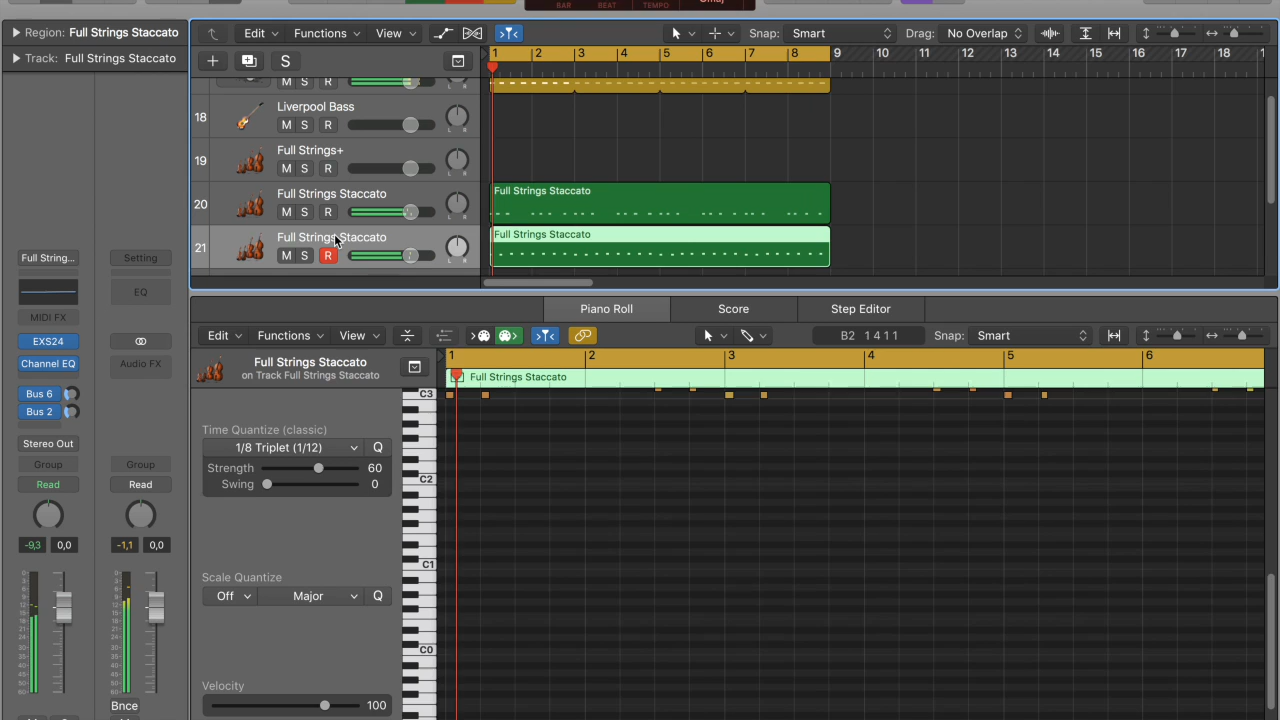 BAR BEAT TEMPO Cmaj
Region: Full Strings Staccato
Edit Functions View Snap: Smart Drag: No Overlap
Track: Full Strings Staccato
S
1 2 3 4 5 6 7 8 9 10 11 12 13 14 15 16 17 18
M S R
18 Liverpool Bass
M S R L R
19 Full Strings+
M S R L R
20 Full Strings Staccato
M S R L R
Full Strings Staccato
21 Full Strings Staccato
M S R L R
Full Strings Staccato
Full String... Setting
EQ
MIDI FX
EXS24
Channel EQ Audio FX
Bus 6
Bus 2
Stereo Out
Group Group
Read Read
-9,3 0,0 -1,1 0,0
Bnce
Piano Roll Score Step Editor
Edit Functions View B2 1 4 1 1 Snap: Smart
Full Strings Staccato
on Track Full Strings Staccato
1 2 3 4 5 6
Full Strings Staccato
Time Quantize (classic)
1/8 Triplet (1/12) Q
Strength 60
Swing 0
Scale Quantize
Off Major Q
Velocity
100
C3
C2
C1
C0